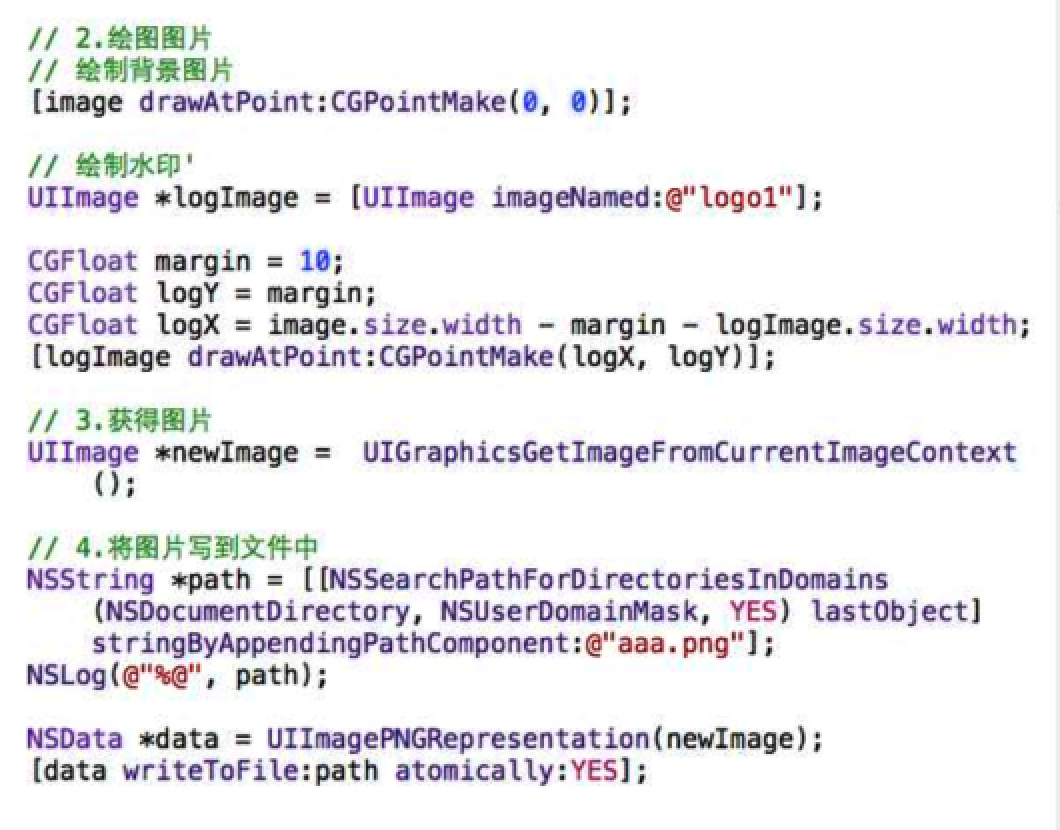 // 2.绘图图片
// 绘制背景图片
[image drawAtPoint:CGPointMake(0, 0)];
// 绘制水印'
UIImage *logImage = [UIImage imageNamed:@"logo1"];
CGFloat margin = 10;
CGFloat logY = margin;
CGFloat logX = image.size.width - margin - logImage.size.width;
[logImage drawAtPoint:CGPointMake(logX, logY)];
// 3.获得图片
UIImage *newImage =  UIGraphicsGetImageFromCurrentImageContext
();
// 4.将图片写到文件中
NSString *path = [[NSSearchPathForDirectoriesInDomains
(NSDocumentDirectory, NSUserDomainMask, YES) lastObject]
stringByAppendingPathComponent:@"aaa.png"];
NSLog(@"%@", path);
NSData *data = UIImagePNGRepresentation(newImage);
[data writeToFile:path atomically:YES];